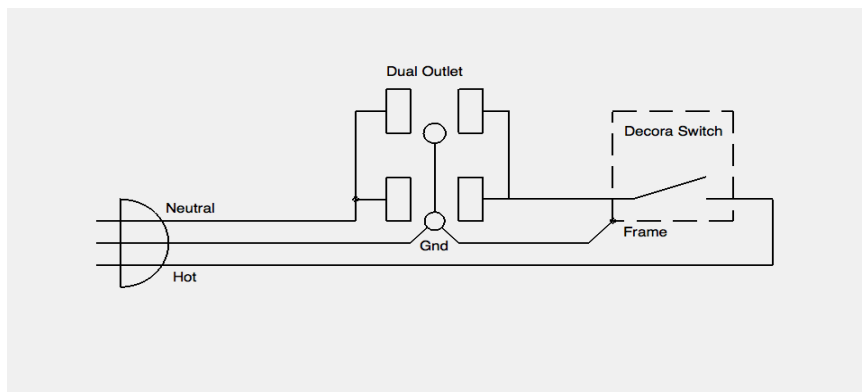 Dual Outlet
Decora Switch
Neutral
Frame
Gnd
Hot